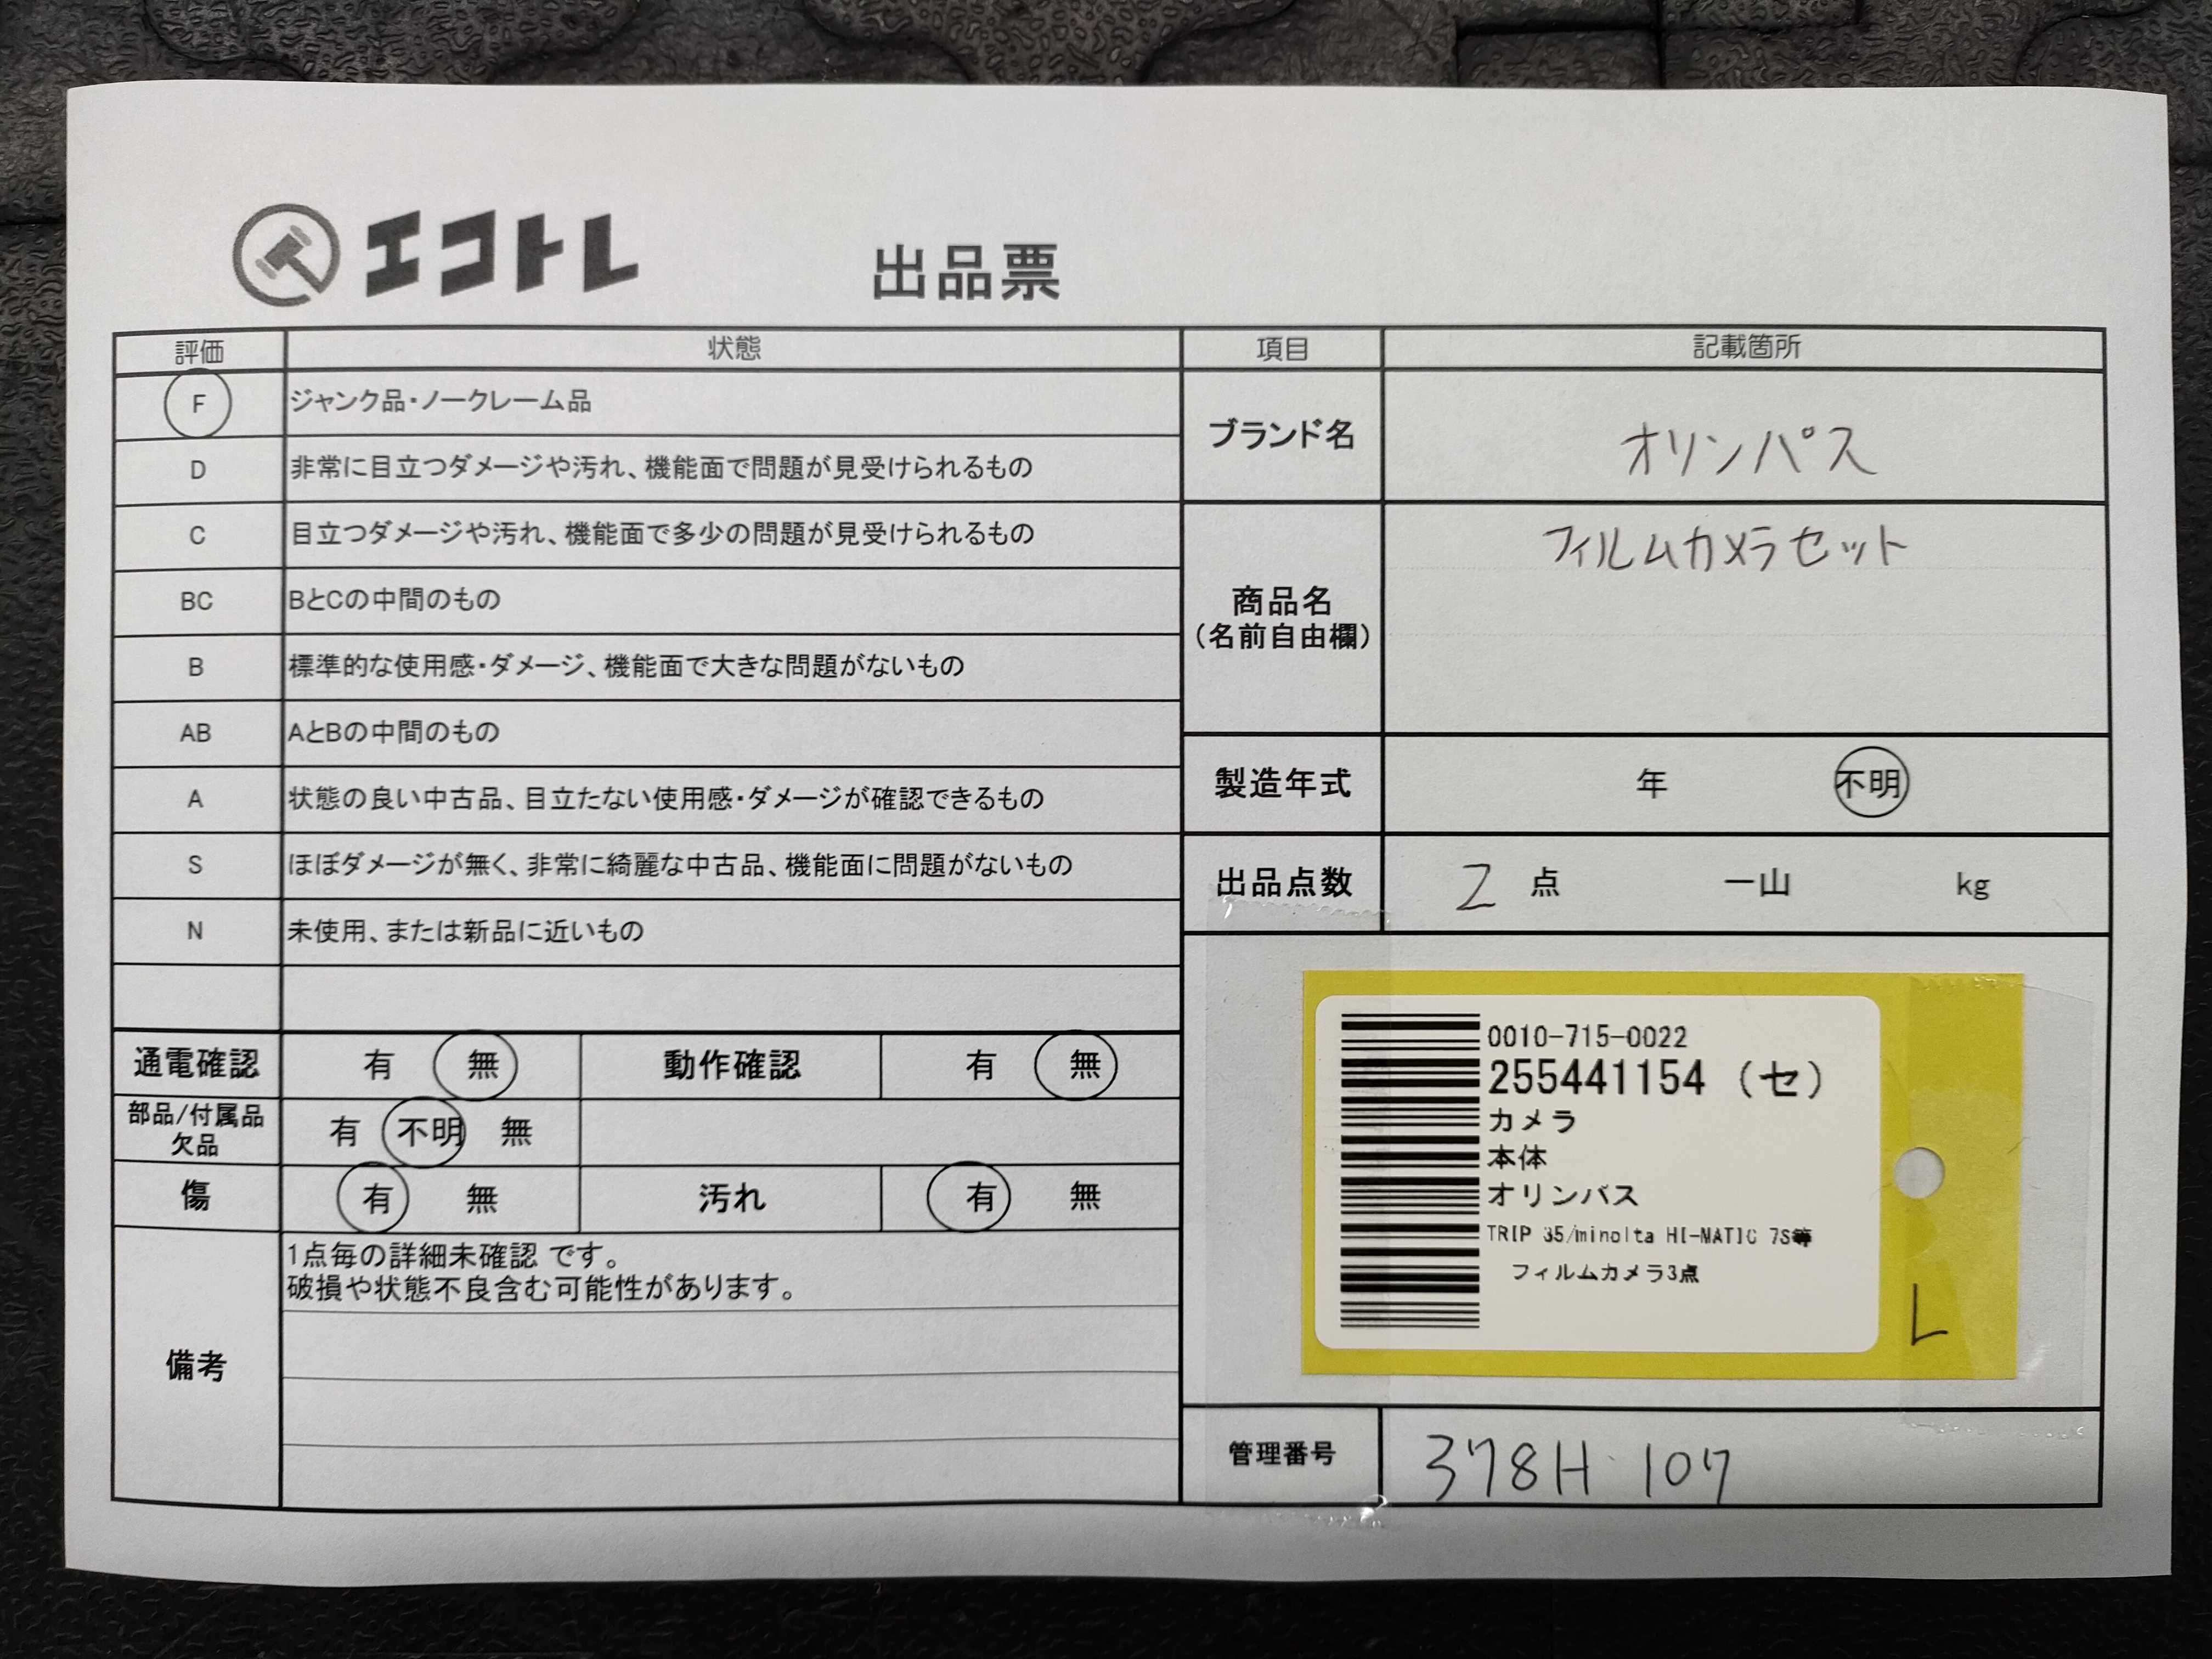 エコトレ
出品票
評価 状態
F ジャンク品・ノークレーム品
D 非常に目立つダメージや汚れ、機能面で問題が見受けられるもの
C 目立つダメージや汚れ、機能面で多少の問題が見受けられるもの
BC BとCの中間のもの
B 標準的な使用感・ダメージ、機能面で大きな問題がないもの
AB AとBの中間のもの
A 状態の良い中古品、目立たない使用感・ダメージが確認できるもの
S ほぼダメージが無く、非常に綺麗な中古品、機能面に問題がないもの
N 未使用、または新品に近いもの
通電確認 有 無 動作確認 有 無
部品/付属品
欠品
有 不明 無
傷 有 無 汚れ 有 無
備考
1点毎の詳細未確認 です。
破損や状態不良含む可能性があります。
項目 記載箇所
ブランド名 オリンパス
商品名
(名前自由欄)
フィルムカメラセット
製造年式 年 不明
出品点数 2 点 一山 kg
0010-715-0022
255441154 (セ)
カメラ
本体
オリンパス
TRIP 35/minolta HI-MATIC 7S等
フィルムカメラ3点
L
管理番号 378H 107